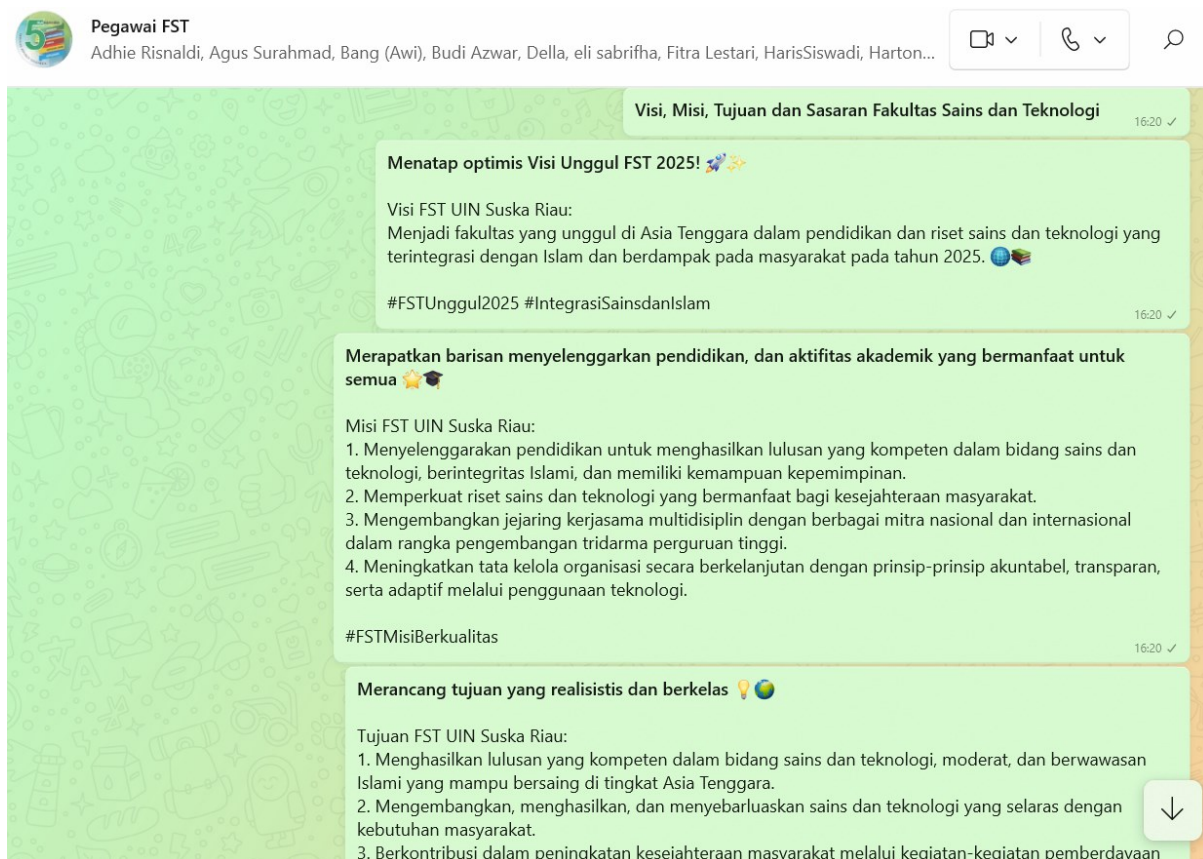 Pegawai FST
Adhie Risnaldi, Agus Surahmad, Bang (Awi), Budi Azwar, Della, eli sabrifha, Fitra Lestari, HarisSiswadi, Harton...
Visi, Misi, Tujuan dan Sasaran Fakultas Sains dan Teknologi
16:20 ✓
Menatap optimis Visi Unggul FST 2025! 🚀✨
Visi FST UIN Suska Riau:
Menjadi fakultas yang unggul di Asia Tenggara dalam pendidikan dan riset sains dan teknologi yang
terintegrasi dengan Islam dan berdampak pada masyarakat pada tahun 2025. 🌐📚
#FSTUnggul2025 #IntegrasiSainsdanIslam
16:20 ✓
Merapatkan barisan menyelenggarkan pendidikan, dan aktifitas akademik yang bermanfaat untuk
semua 🌟🎓
Misi FST UIN Suska Riau:
1. Menyelenggarakan pendidikan untuk menghasilkan lulusan yang kompeten dalam bidang sains dan
teknologi, berintegritas Islami, dan memiliki kemampuan kepemimpinan.
2. Memperkuat riset sains dan teknologi yang bermanfaat bagi kesejahteraan masyarakat.
3. Mengembangkan jejaring kerjasama multidisiplin dengan berbagai mitra nasional dan internasional
dalam rangka pengembangan tridarma perguruan tinggi.
4. Meningkatkan tata kelola organisasi secara berkelanjutan dengan prinsip-prinsip akuntabel, transparan,
serta adaptif melalui penggunaan teknologi.
#FSTMisiBerkualitas
16:20 ✓
Merancang tujuan yang realisistis dan berkelas 💡🌍
Tujuan FST UIN Suska Riau:
1. Menghasilkan lulusan yang kompeten dalam bidang sains dan teknologi, moderat, dan berwawasan
Islami yang mampu bersaing di tingkat Asia Tenggara.
2. Mengembangkan, menghasilkan, dan menyebarluaskan sains dan teknologi yang selaras dengan
kebutuhan masyarakat.
3. Berkontribusi dalam peningkatan kesejahteraan masyarakat melalui kegiatan-kegiatan pemberdayaan